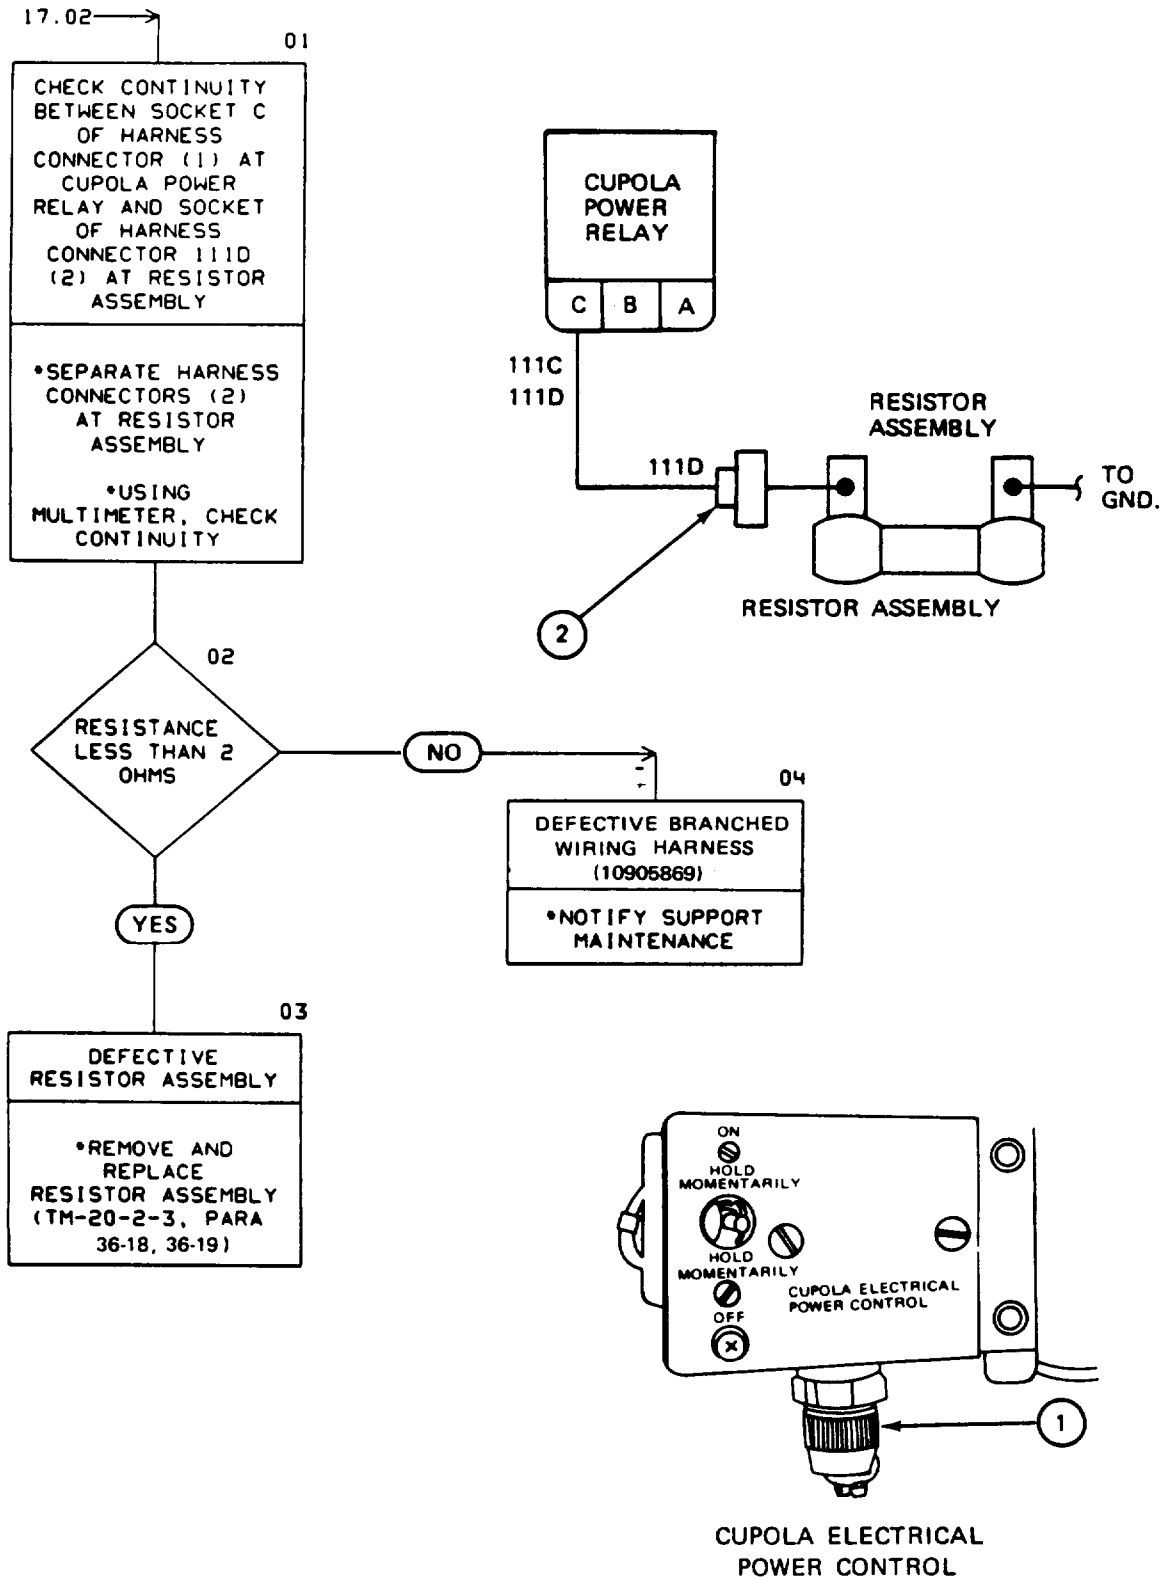 17.02
01
CHECK CONTINUITY
BETWEEN SOCKET C
OF HARNESS
CONNECTOR (1) AT
CUPOLA POWER
RELAY AND SOCKET
OF HARNESS
CONNECTOR 111D
(2) AT RESISTOR
ASSEMBLY
*SEPARATE HARNESS
CONNECTORS (2)
AT RESISTOR
ASSEMBLY
*USING
MULTIMETER, CHECK
CONTINUITY
02
RESISTANCE
LESS THAN 2
OHMS
NO
YES
04
DEFECTIVE BRANCHED
WIRING HARNESS
(10905869)
*NOTIFY SUPPORT
MAINTENANCE
03
DEFECTIVE
RESISTOR ASSEMBLY
*REMOVE AND
REPLACE
RESISTOR ASSEMBLY
(TM-20-2-3, PARA
36-18, 36-19)
CUPOLA
POWER
RELAY
C B A
111C
111D
111D
RESISTOR
ASSEMBLY
TO
GND.
RESISTOR ASSEMBLY
2
ON
HOLD
MOMENTARILY
HOLD
MOMENTARILY
OFF
CUPOLA ELECTRICAL
POWER CONTROL
1
CUPOLA ELECTRICAL
POWER CONTROL